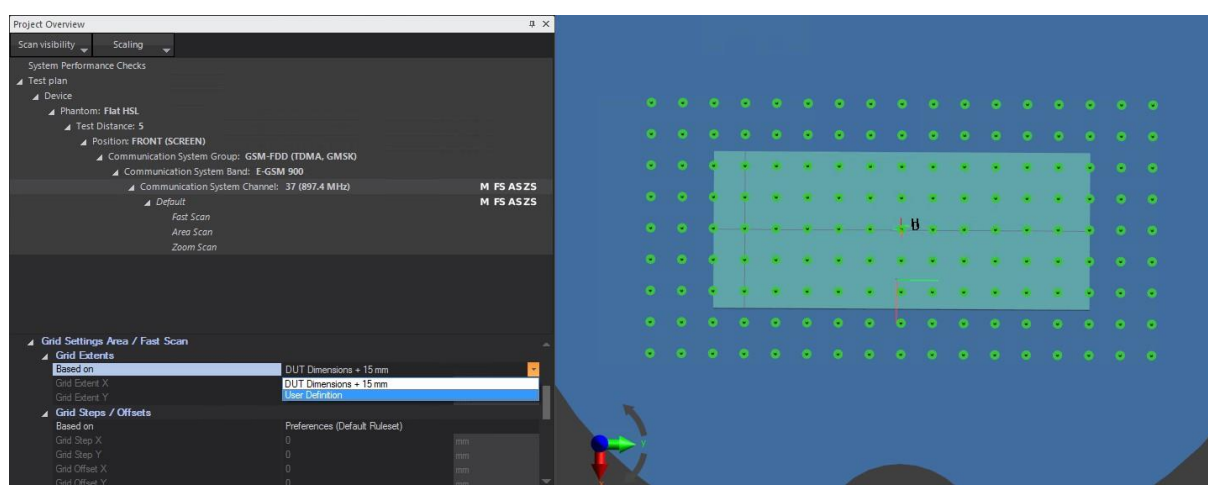 Project Overview
Scan visibility Scaling
System Performance Checks
Test plan
Device
Phantom: Flat HSL
Test Distance: 5
Position: FRONT (SCREEN)
Communication System Group: GSM-FDD (TDMA, GMSK)
Communication System Band: E-GSM 900
Communication System Channel: 37 (897.4 MHz) M FS AS ZS
Default M FS AS ZS
Fast Scan
Area Scan
Zoom Scan
Grid Settings Area / Fast Scan
Grid Extents
Based on DUT Dimensions + 15 mm
Grid Extent X DUT Dimensions + 15 mm
Grid Extent Y User Definition
Grid Steps / Offsets
Based on Preferences (Default Ruleset)
Grid Step X 0 mm
Grid Step Y 0 mm
Grid Offset X 0 mm
Grid Offset Y 0 mm
Y